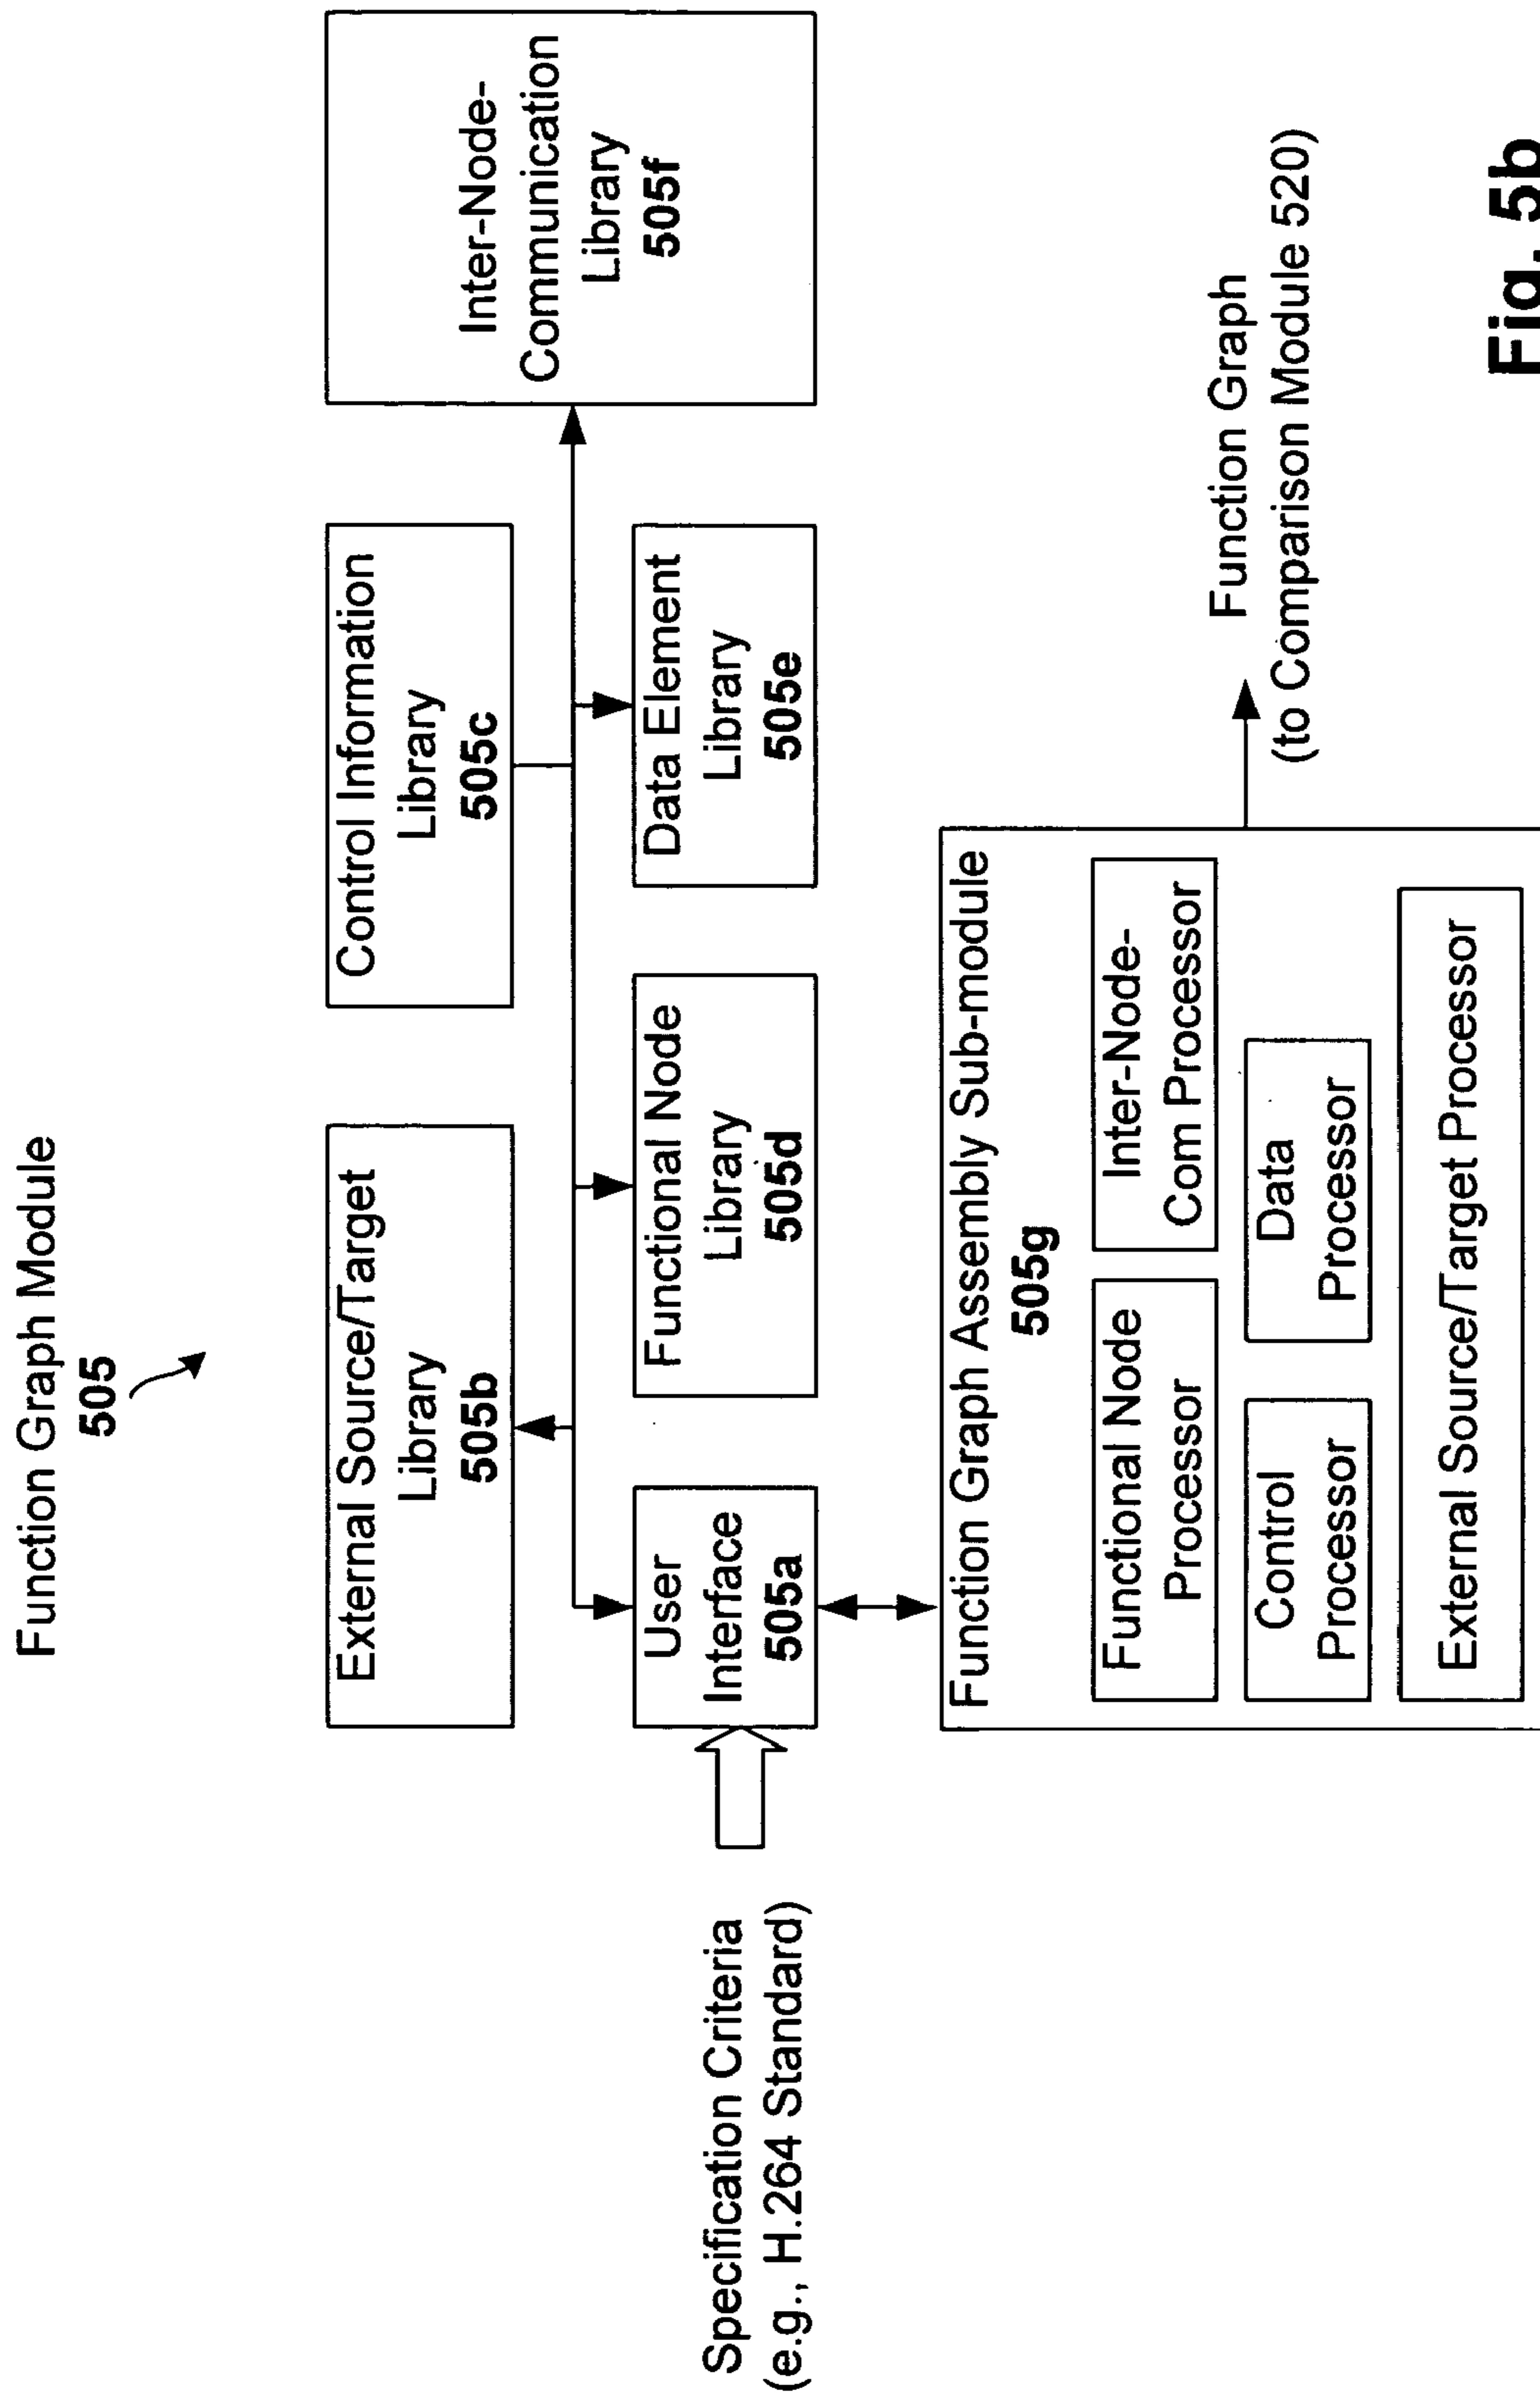 Function Graph Module
505
External Source/Target
Library
505b
Control Information
Library
505c
Inter-Node-
Communication
Library
505f
Specification Criteria
(e.g., H.264 Standard)
User
Interface
505a
Functional Node
Library
505d
Data Element
Library
505e
Function Graph Assembly Sub-module
505g
Functional Node
Processor
Inter-Node-
Com Processor
Control
Processor
Data
Processor
External Source/Target Processor
Function Graph
(to Comparison Module 520)
Fig. 5b